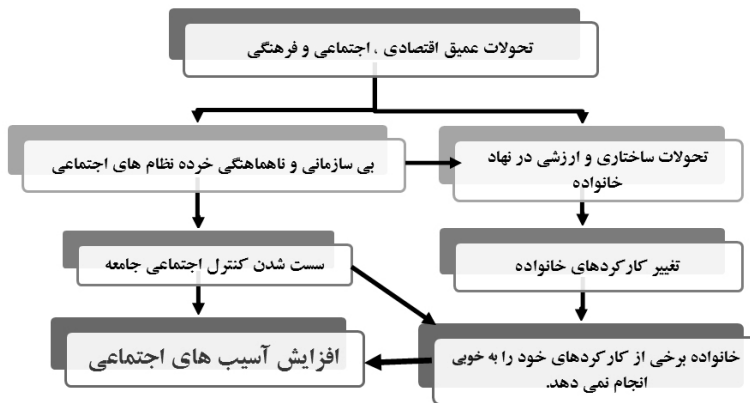 تحولات عمیق اقتصادی ، اجتماعی و فرهنگی
تحولات ساختاری و ارزشی در نهاد
خانواده
بی سازمانی و ناهماهنگی خرده نظام های اجتماعی
تغییر کارکردهای خانواده
سست شدن کنترل اجتماعی جامعه
خانواده برخی از کارکردهای خود را به خوبی
انجام نمی دهد.
افزایش آسیب های اجتماعی